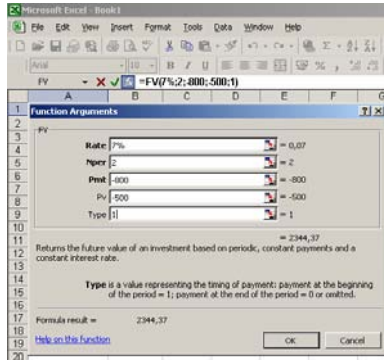 Microsoft Excel - Book1
File Edit View Insert Format Tools Data Window Help
Arial 10 B I U
FV =FV(7%;2;-800;-500;1)
A B C D E F G
Function Arguments
FV
Rate 7% = 0,07
Nper 2 = 2
Pmt -800 = -800
Pv -500 = -500
Type 1 = 1
= 2344,37
Returns the future value of an investment based on periodic, constant payments and a
constant interest rate.
Type is a value representing the timing of payment: payment at the beginning
of the period = 1; payment at the end of the period = 0 or omitted.
Formula result = 2344,37
Help on this function OK Cancel
1
2
3
4
5
6
7
8
9
10
11
12
13
14
15
16
17
18
19
20